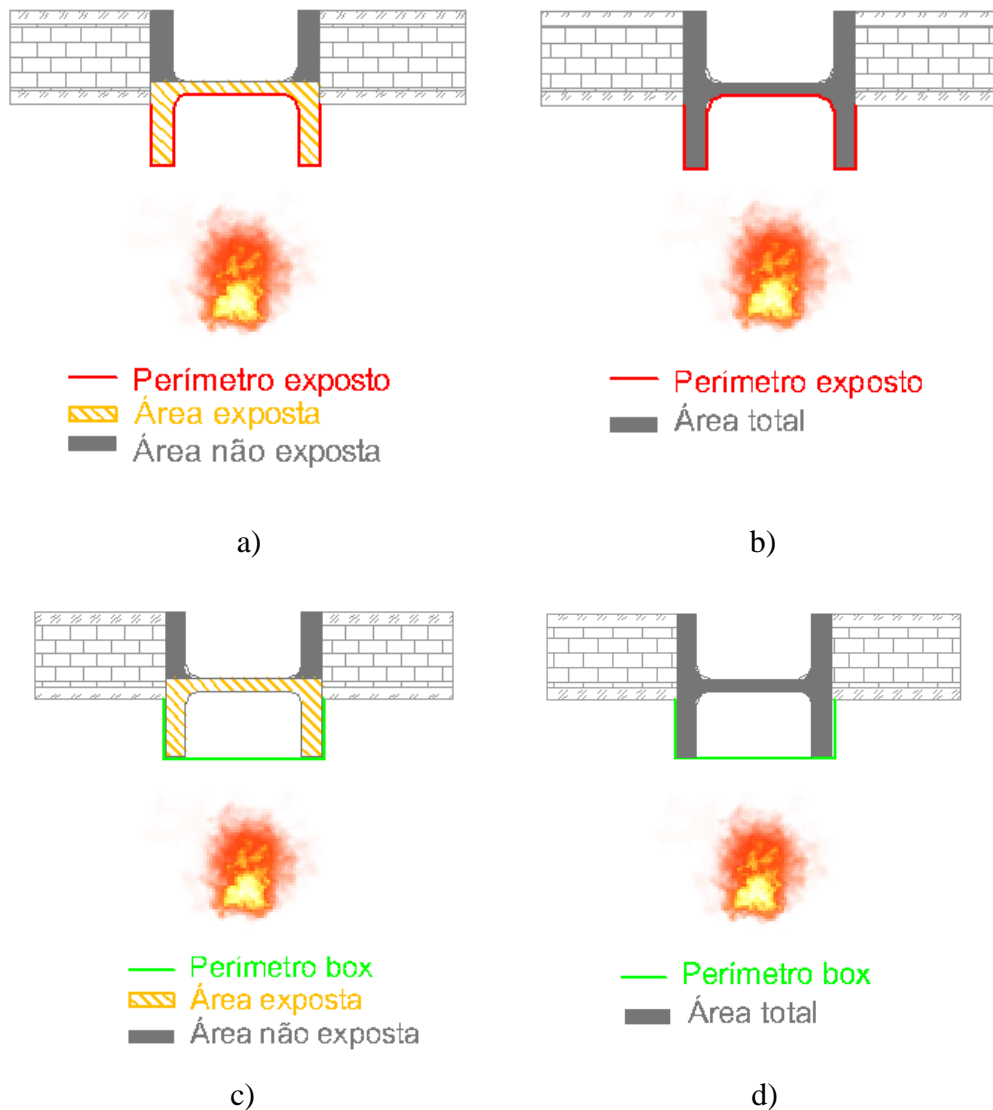 Perímetro exposto
Área exposta
Área não exposta
a)
Perímetro exposto
Área total
b)
Perímetro box
Área exposta
Área não exposta
c)
Perímetro box
Área total
d)